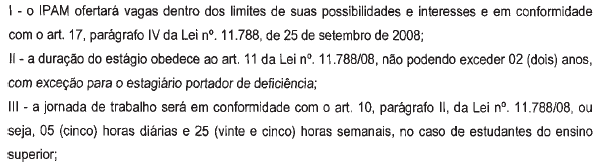 I - o IPAM ofertará vagas dentro dos limites de suas possibilidades e interesses e em conformidade
com o art. 17, parágrafo IV da Lei nº. 11.788, de 25 de setembro de 2008;
II - a duração do estágio obedece ao art. 11 da Lei nº. 11.788/08, não podendo exceder 02 (dois) anos,
com exceção para o estagiário portador de deficiência;
III - a jornada de trabalho será em conformidade com o art. 10, parágrafo II, da Lei nº. 11.788/08, ou
seja, 05 (cinco) horas diárias e 25 (vinte e cinco) horas semanais, no caso de estudantes do ensino
superior;